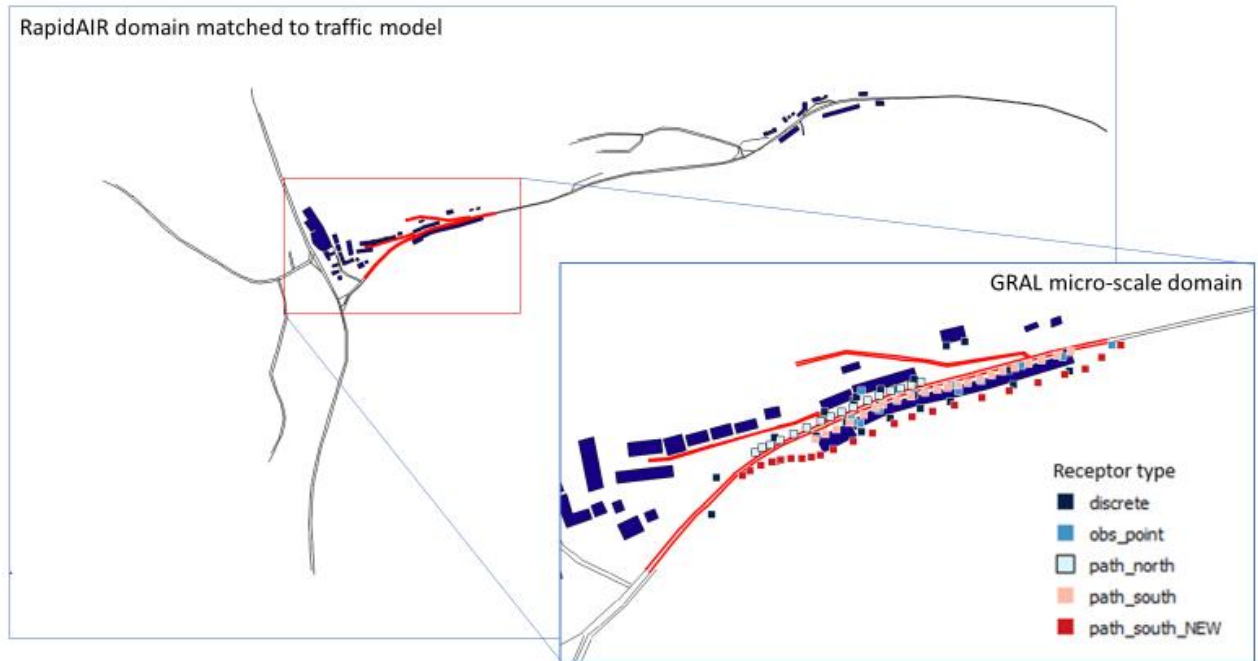 RapidAIR domain matched to traffic model
GRAL micro-scale domain
Receptor type
discrete
obs_point
path_north
path_south
path_south_NEW